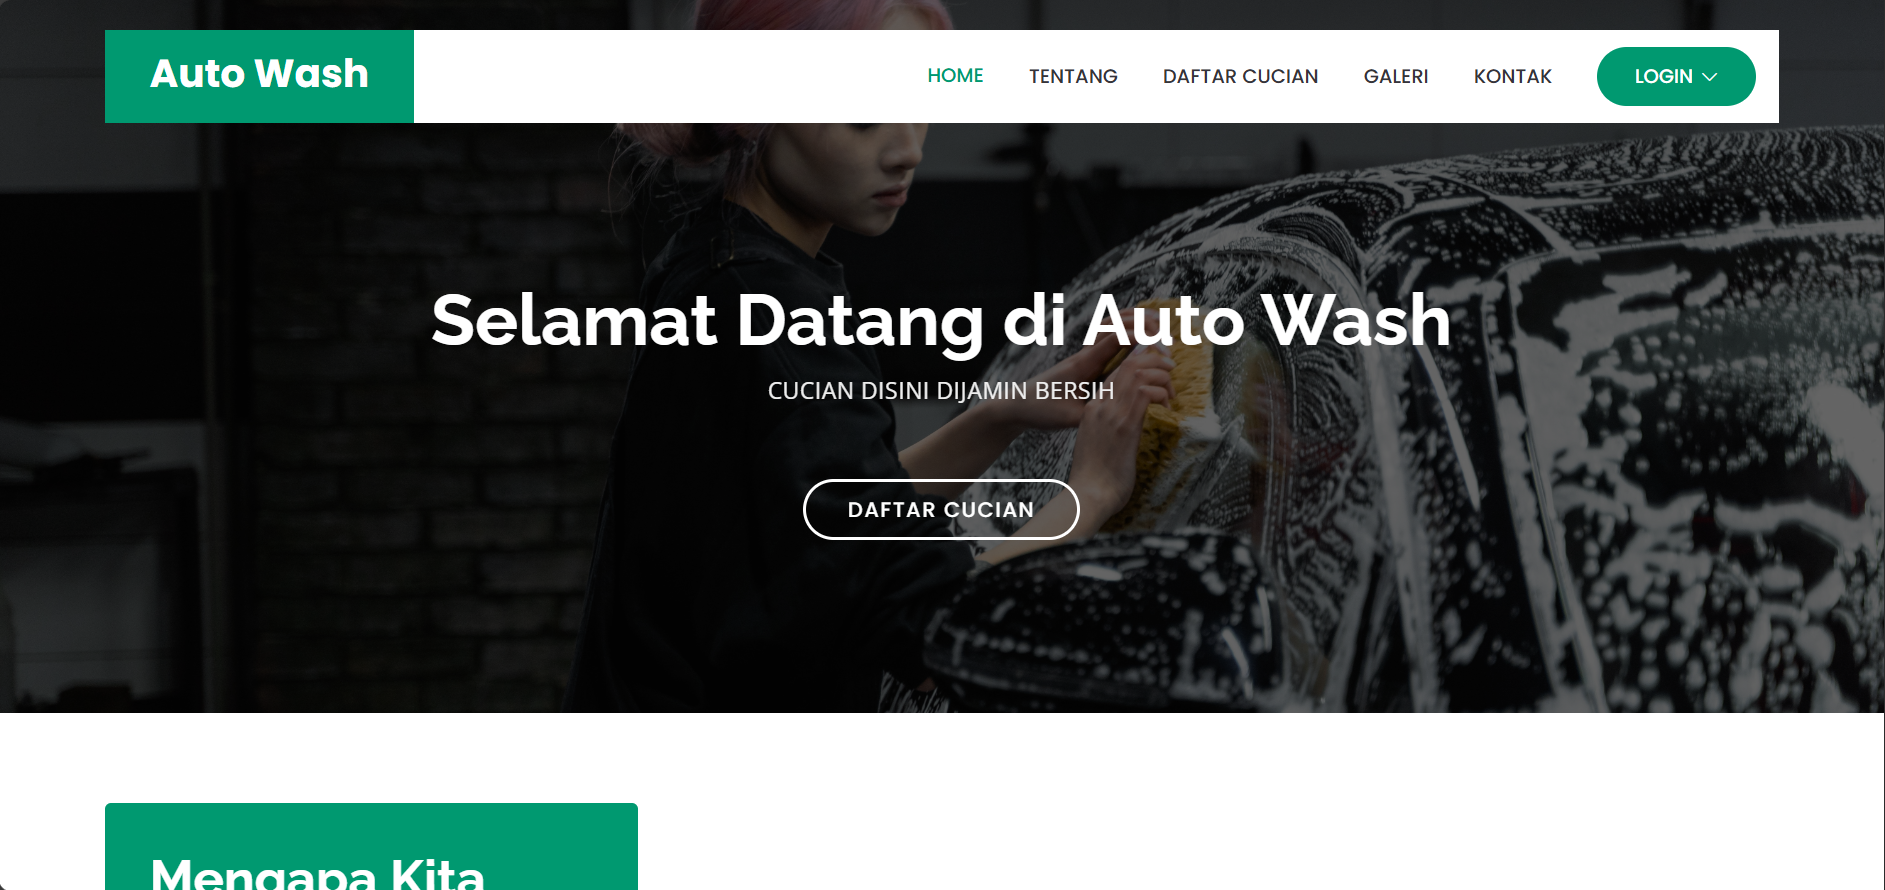 Auto Wash
HOME TENTANG DAFTAR CUCIAN GALERI KONTAK LOGIN
Selamat Datang di Auto Wash
CUCIAN DISINI DIJAMIN BERSIH
DAFTAR CUCIAN
Mengapa Kita